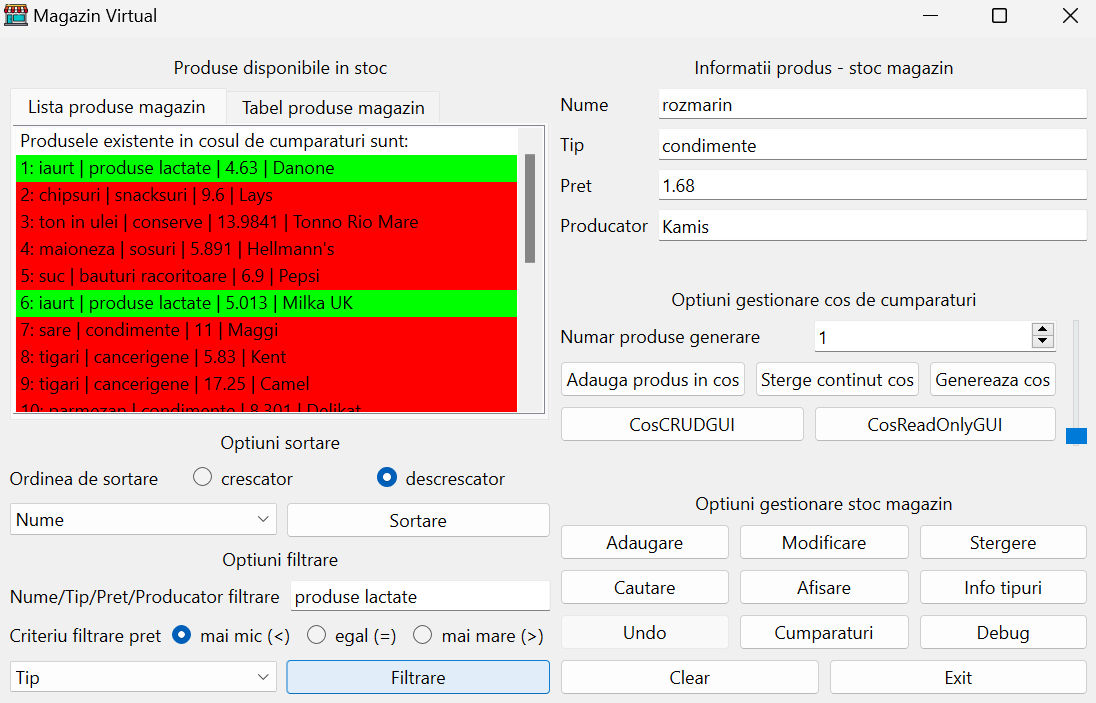 Magazin Virtual
Produse disponibile in stoc
Lista produse magazin
Tabel produse magazin
Produsele existente in cosul de cumparaturi sunt:
1: iaurt | produse lactate | 4.63 | Danone
2: chipsuri | snacksuri | 9.6 | Lays
3: ton in ulei | conserve | 13.9841 | Tonno Rio Mare
4: maioneza | sosuri | 5.891 | Hellmann's
5: suc | bauturi racoritoare | 6.9 | Pepsi
6: iaurt | produse lactate | 5.013 | Milka UK
7: sare | condimente | 11 | Maggi
8: tigari | cancerigene | 5.83 | Kent
9: tigari | cancerigene | 17.25 | Camel
10: parmezan | condimente | 8.301 | Delikat
Optiuni sortare
Ordinea de sortare
crescator
descrescator
Nume
Sortare
Optiuni filtrare
Nume/Tip/Pret/Producator filtrare
produse lactate
Criteriu filtrare pret
mai mic (<)
egal (=)
mai mare (>)
Tip
Filtrare
Informatii produs - stoc magazin
Nume
rozmarin
Tip
condimente
Pret
1.68
Producator
Kamis
Optiuni gestionare cos de cumparaturi
Numar produse generare
1
Adauga produs in cos
Sterge continut cos
Genereaza cos
CosCRUDGUI
CosReadOnlyGUI
Optiuni gestionare stoc magazin
Adaugare
Modificare
Stergere
Cautare
Afisare
Info tipuri
Undo
Cumparaturi
Debug
Clear
Exit